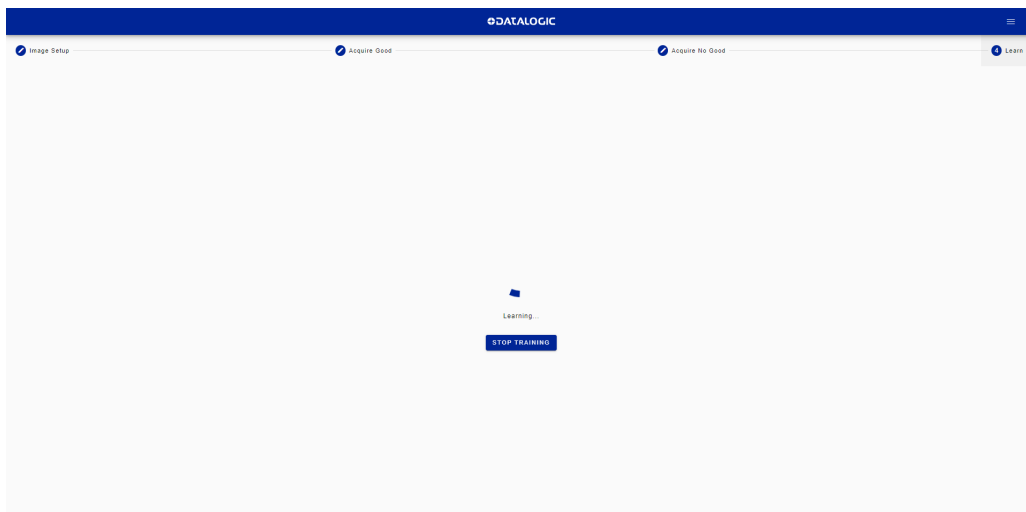 DATALOGIC
Image Setup
Acquire Good
Acquire No Good
4 Learn
Learning...
STOP TRAINING